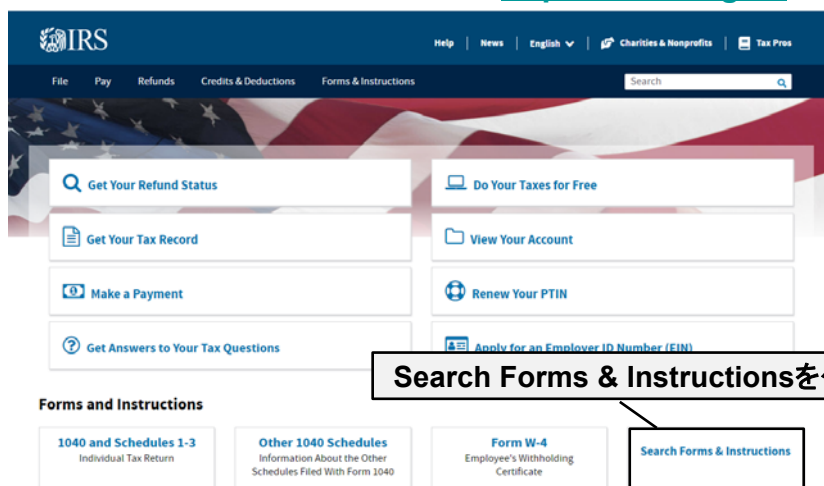 IRS
Help | News | English | Charities & Nonprofits | Tax Pros
File Pay Refunds Credits & Deductions Forms & Instructions Search
Get Your Refund Status
Do Your Taxes for Free
Get Your Tax Record
View Your Account
Make a Payment
Renew Your PTIN
Get Answers to Your Tax Questions
Apply for an Employer ID Number (EIN)
Search Forms & Instructionsを
Forms and Instructions
1040 and Schedules 1-3
Individual Tax Return
Other 1040 Schedules
Information About the Other
Schedules Filed With Form 1040
Form W-4
Employee's Withholding
Certificate
Search Forms & Instructions